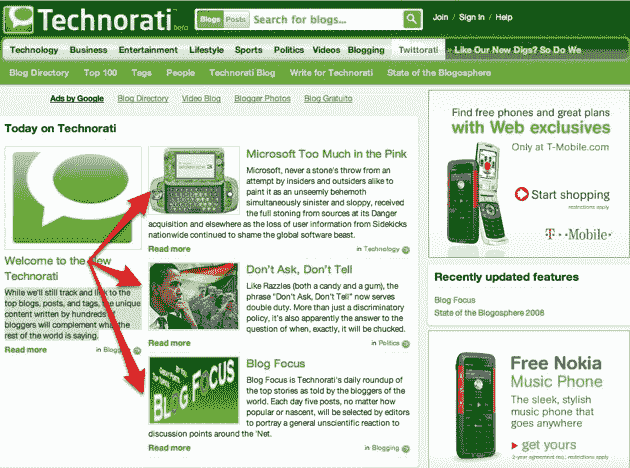 Technorati beta
Blogs Posts Search for blogs...
Join / Sign In / Help
Technology Business Entertainment Lifestyle Sports Politics Videos Blogging Twittorati » Like Our New Digs? So Do We
Blog Directory Top 100 Tags People Technorati Blog Write for Technorati State of the Blogosphere
Ads by Google Blog Directory Video Blog Blogger Photos Blog Gratuito
Today on Technorati
Welcome to the New
Technorati
While we'll still track and link to the
top blogs, posts, and tags, the unique
content written by hundreds of
bloggers will complement what the
rest of the world is saying.
Read more
in Blogging
Microsoft Too Much in the Pink
Microsoft, never a stone's throw from an
attempt by insiders and outsiders alike to
paint it as an unseemly behemoth
simultaneously sinister and sloppy, received
the full stoning from sources at its Danger
acquisition and elsewhere as the loss of user information from Sidekicks
nationwide continued to shame the global software beast.
Read more
in Technology
Don't Ask, Don't Tell
Like Razzles (both a candy and a gum), the
phrase "Don't Ask, Don't Tell" now serves
double duty. More than just a discriminatory
policy, it's also apparently the answer to the
question of when, exactly, it will be chucked.
Read more
in Politics
BLOG FOCUS
Blog Focus
Blog Focus is Technorati's daily roundup of
the top stories as told by the bloggers of the
world. Each day five posts, no matter how
popular or nascent, will be selected by editors
to portray a general unscientific reaction to
discussion points around the 'Net.
Read more
in Blogging
Find free phones and great plans
with Web exclusives
Only at T-Mobile.com
Start shopping
restrictions apply
T·Mobile·
Recently updated features
Blog Focus
State of the Blogosphere 2008
Free Nokia
Music Phone
The sleek, stylish
music phone that
goes anywhere
get yours
2-year agreement req., restrictions apply